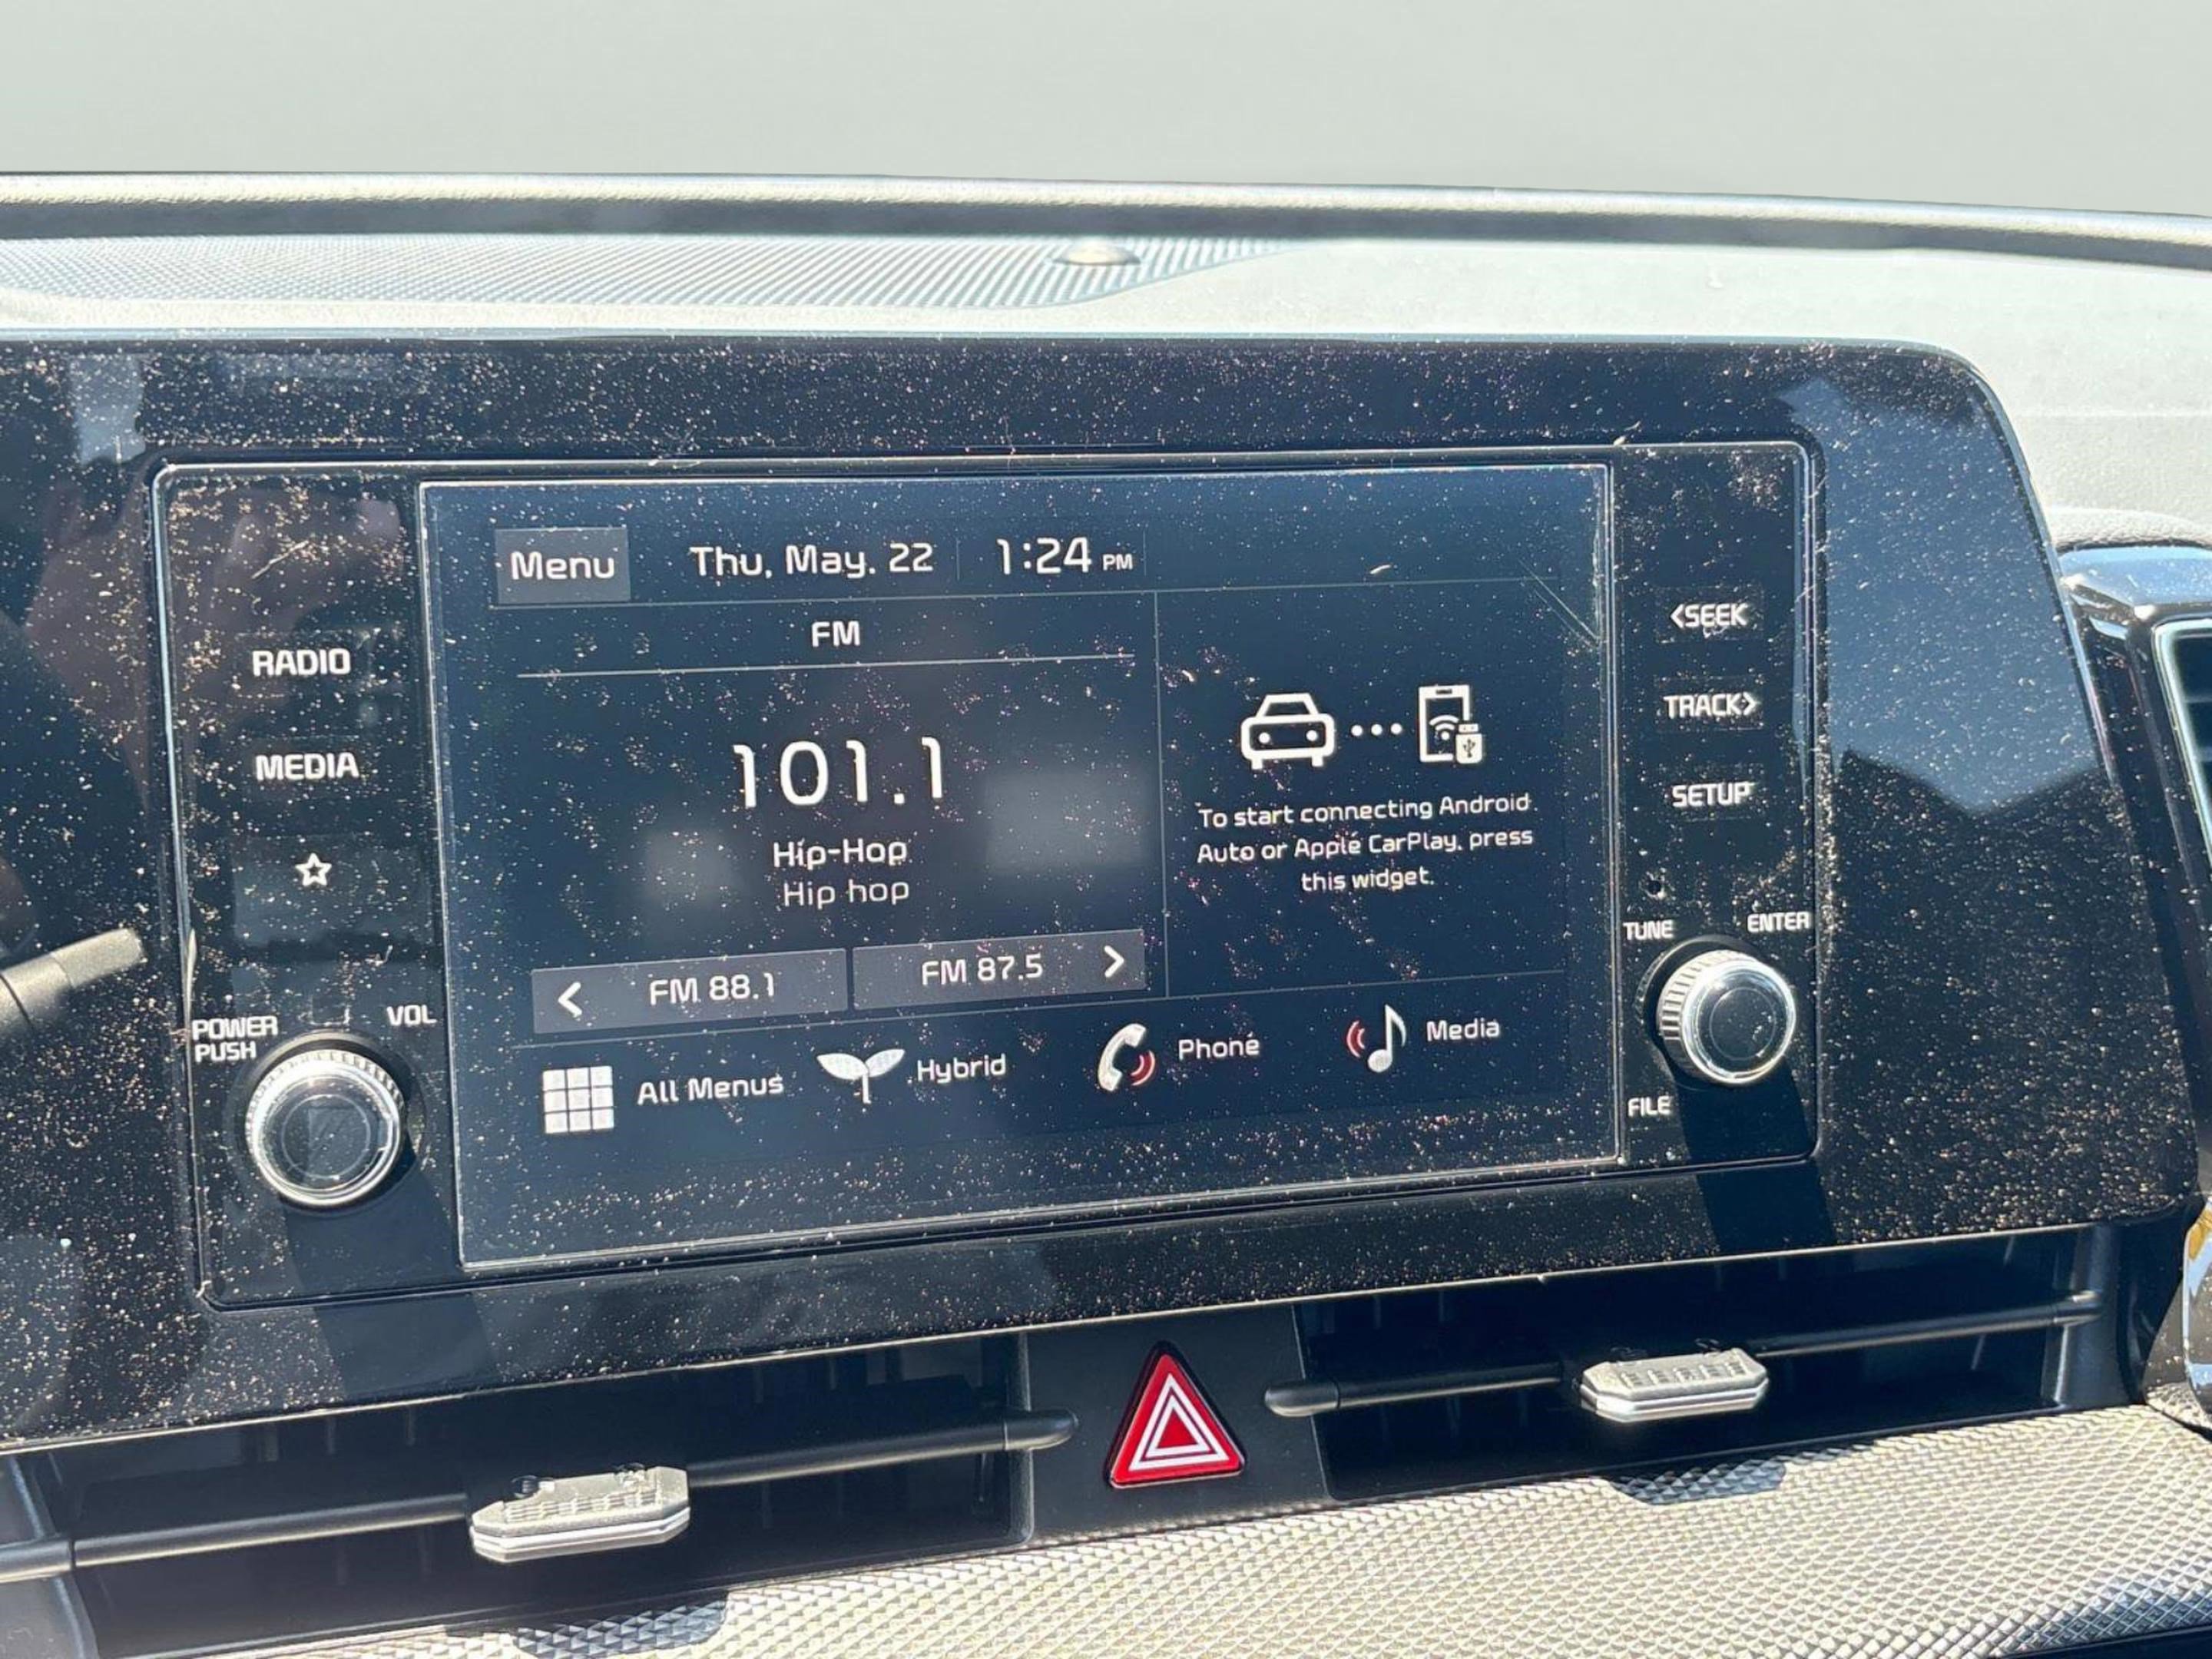 Menu Thu, May. 22 1:24 PM
FM
101.1
Hip-Hop
Hip hop
FM 88.1 FM 87.5
To start connecting Android
Auto or Apple CarPlay, press
this widget.
All Menus Hybrid Phone Media
RADIO
MEDIA
POWER
PUSH
VOL
<SEEK
TRACK>
SETUP
TUNE ENTER
FILE